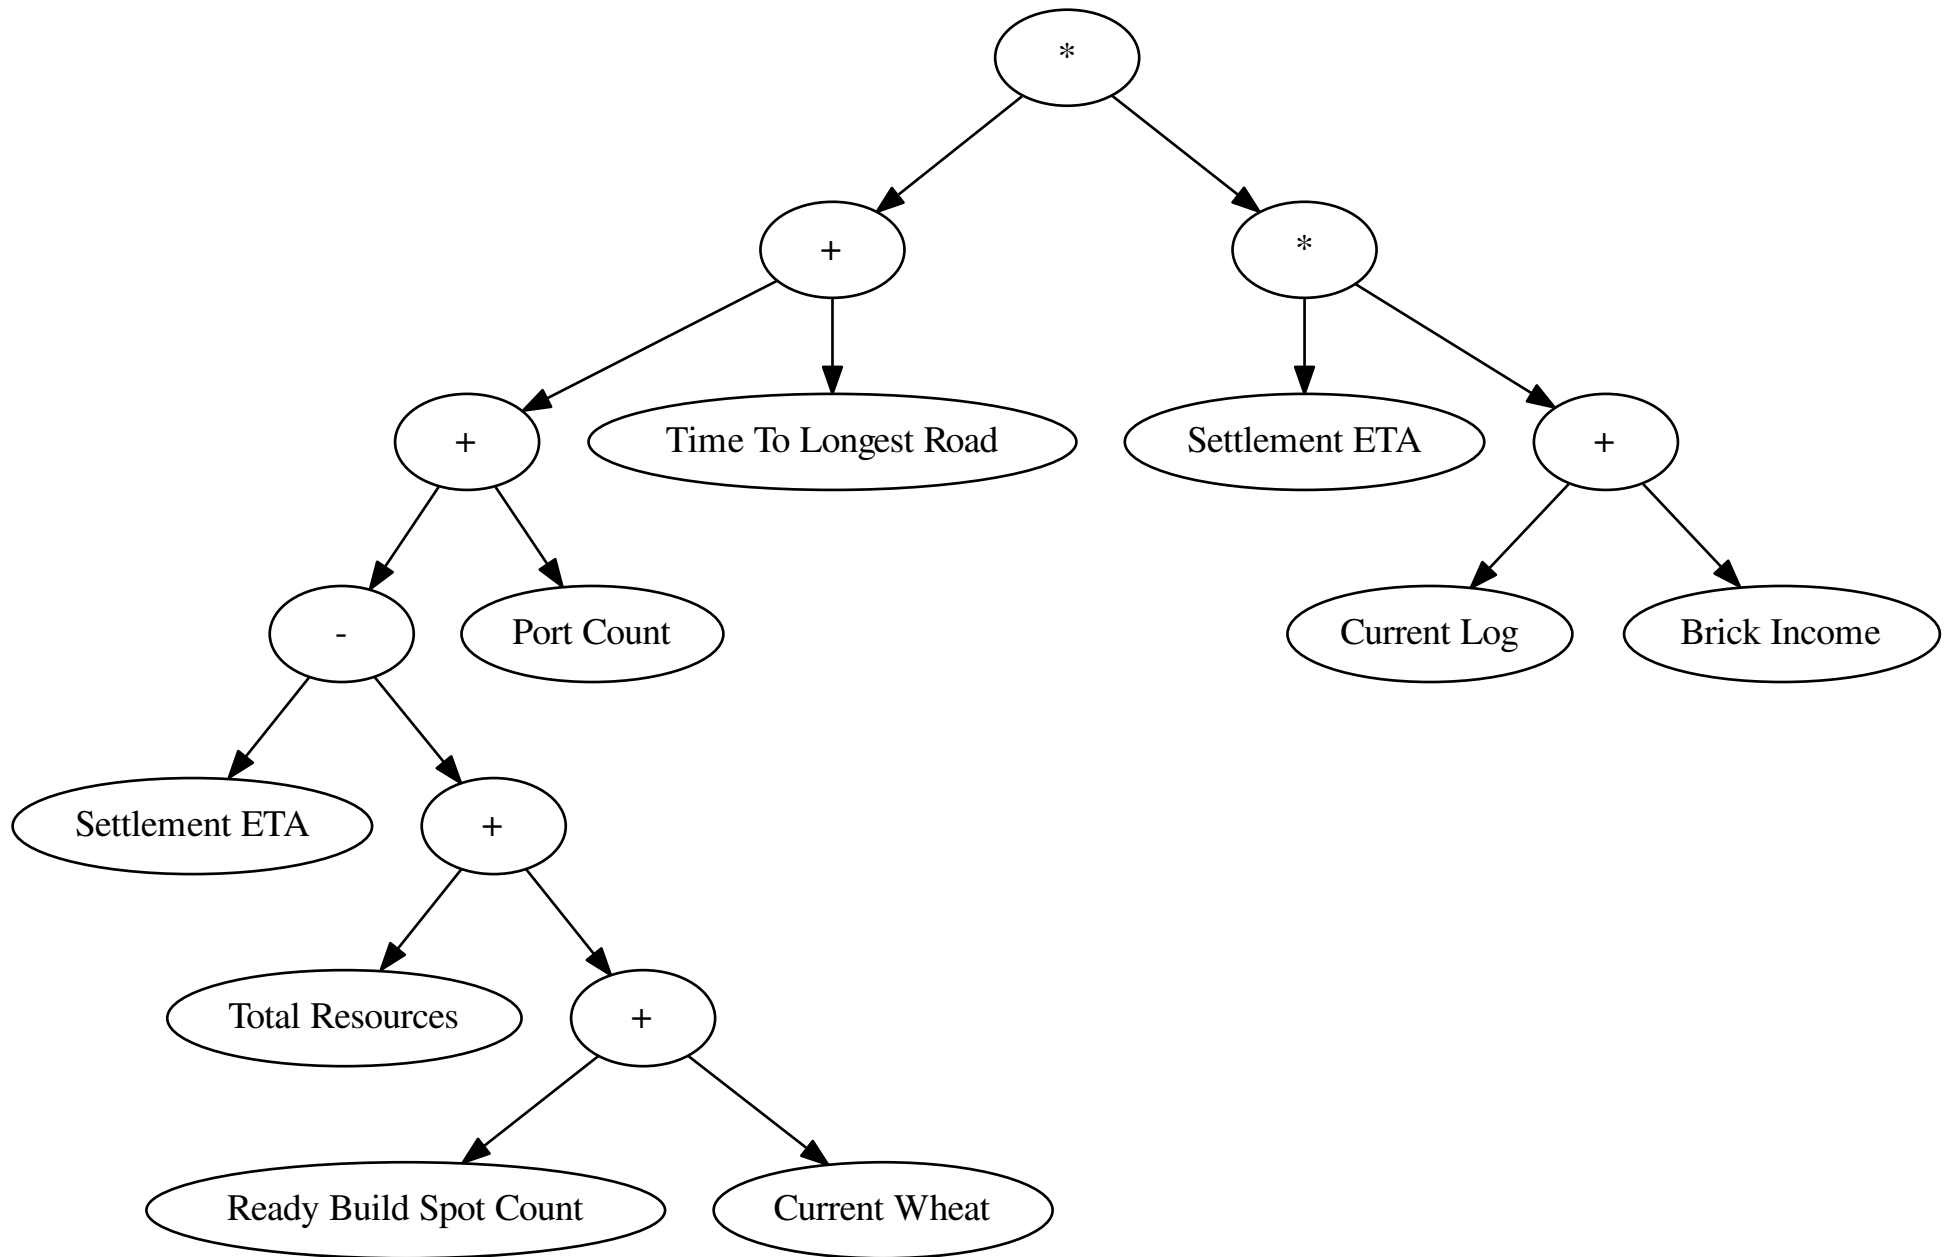 *
+
*
+
Time To Longest Road
Settlement ETA
+
-
Port Count
Current Log
Brick Income
Settlement ETA
+
Total Resources
+
Ready Build Spot Count
Current Wheat